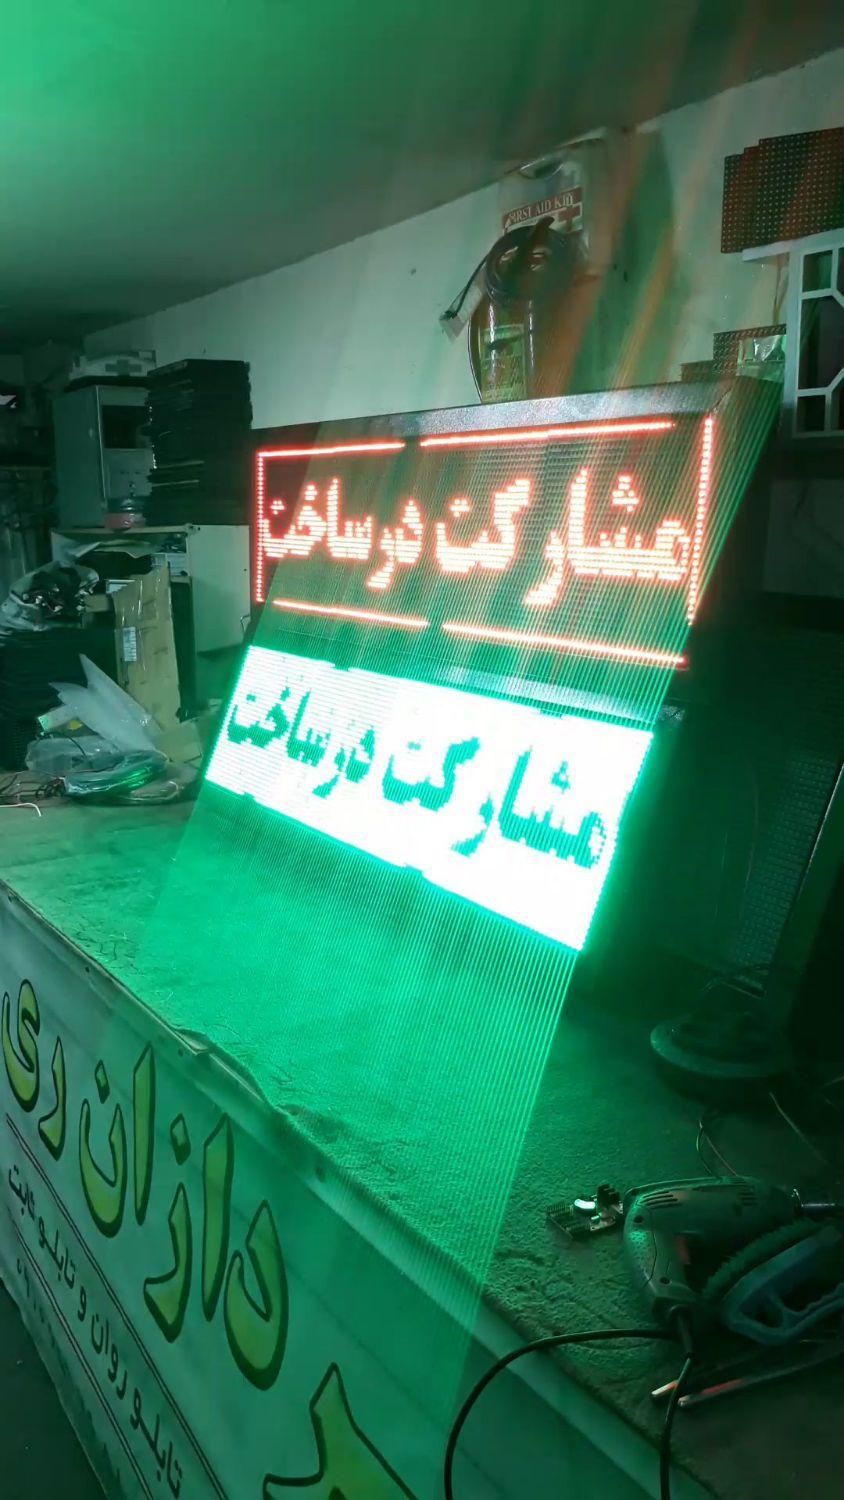 FIRST AID KIT
مشارکت در ساخت
مشارکت در ساخت
دازان ری
تابلو روان و تابلو ثابت